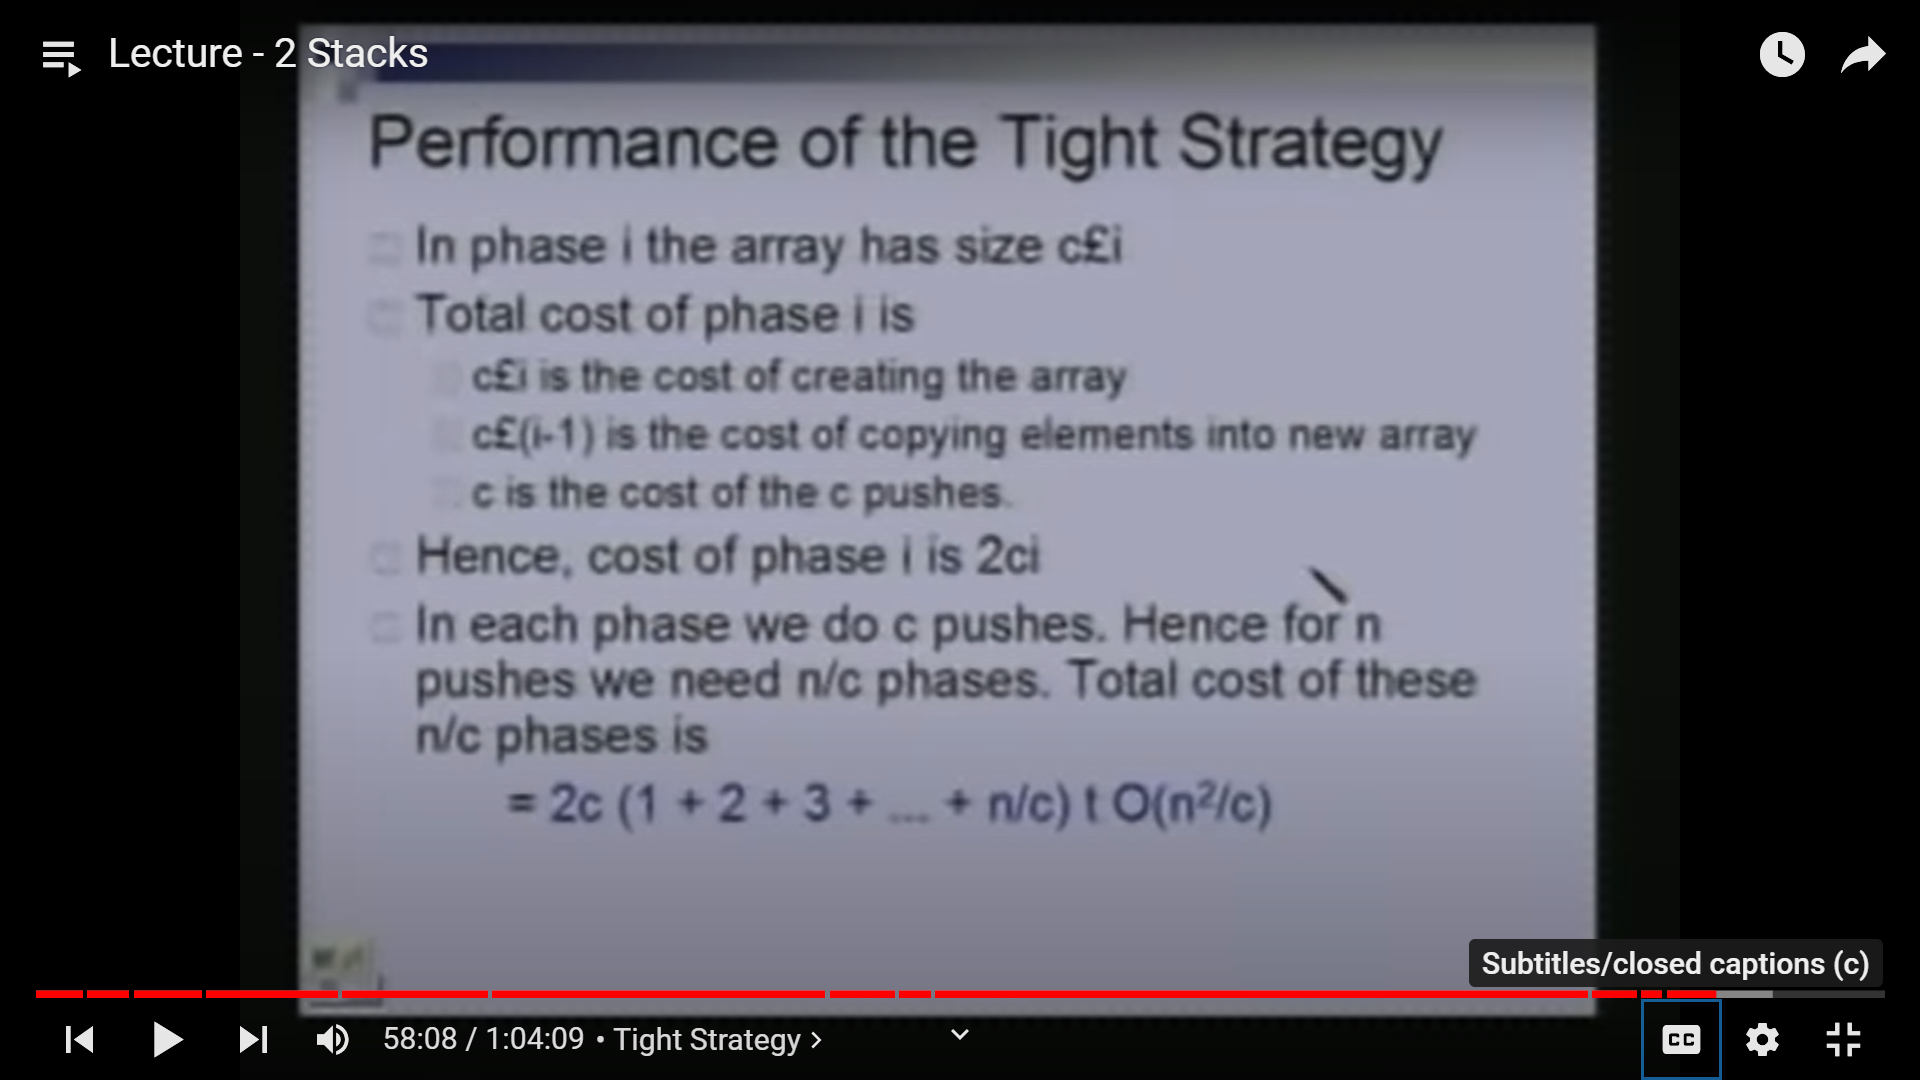 Lecture - 2 Stacks
Performance of the Tight Strategy
In phase i the array has size c£i
Total cost of phase i is
c£i is the cost of creating the array
c£(i-1) is the cost of copying elements into new array
c is the cost of the c pushes.
Hence, cost of phase i is 2ci
In each phase we do c pushes. Hence for n
pushes we need n/c phases. Total cost of these
n/c phases is
= 2c (1 + 2 + 3 + ... + n/c) t O(n²/c)
Subtitles/closed captions (c)
58:08 / 1:04:09 • Tight Strategy >
CC